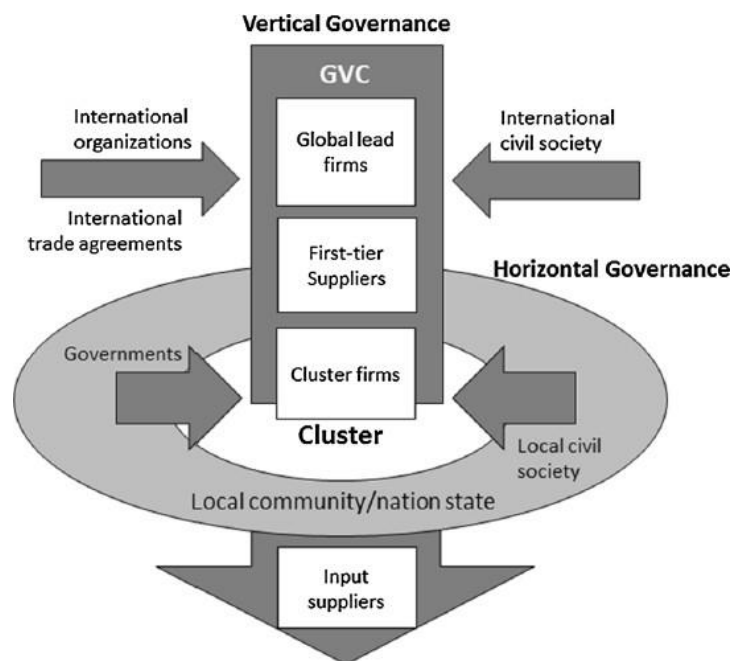 Vertical Governance
GVC
International
organizations
International
trade agreements
Global lead
firms
International
civil society
First-tier
Suppliers
Horizontal Governance
Governments
Cluster firms
Cluster
Local civil
society
Local community/nation state
Input
suppliers